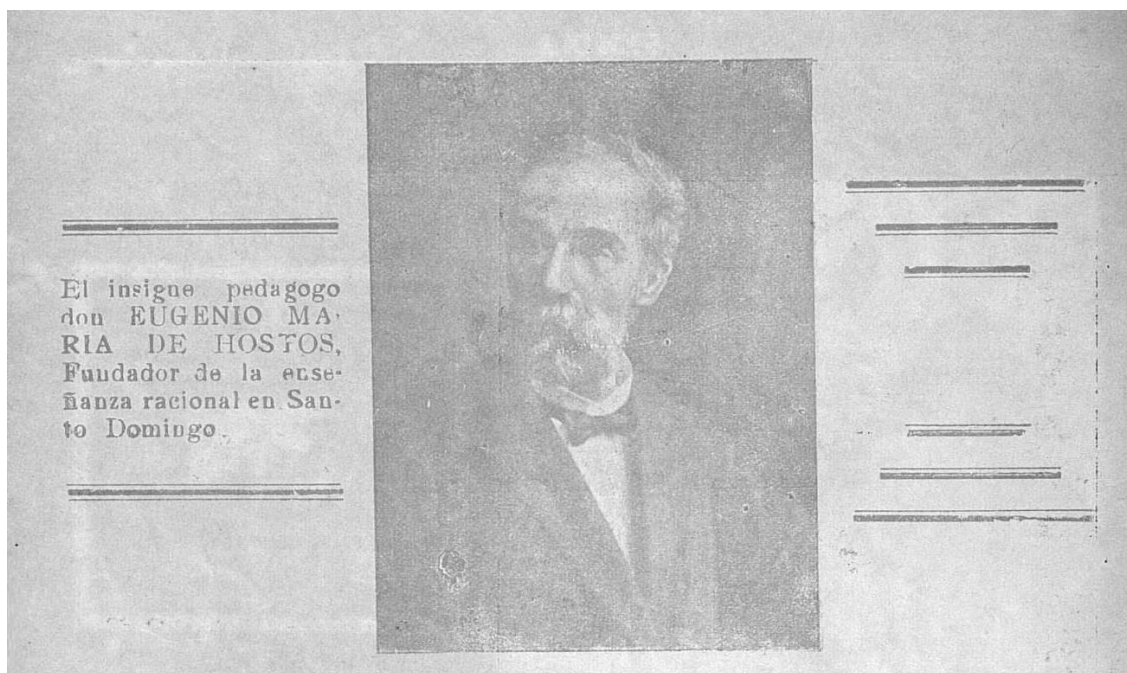 El insigne pedagogo
don EUGENIO MA-
RIA DE HOSTOS,
Fundador de la ense-
ñanza racional en San-
to Domingo.